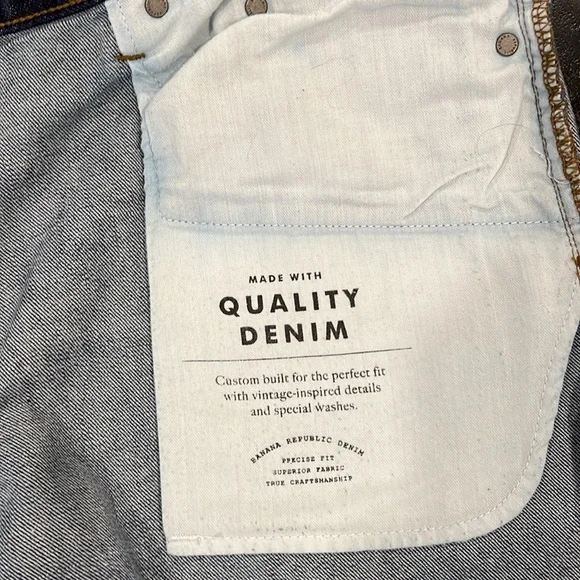 MADE WITH
QUALITY
DENIM
Custom built for the perfect fit
with vintage-inspired details
and special washes.
BANANA REPUBLIC DENIM
PRECISE FIT
SUPERIOR FABRIC
TRUE CRAFTSMANSHIP